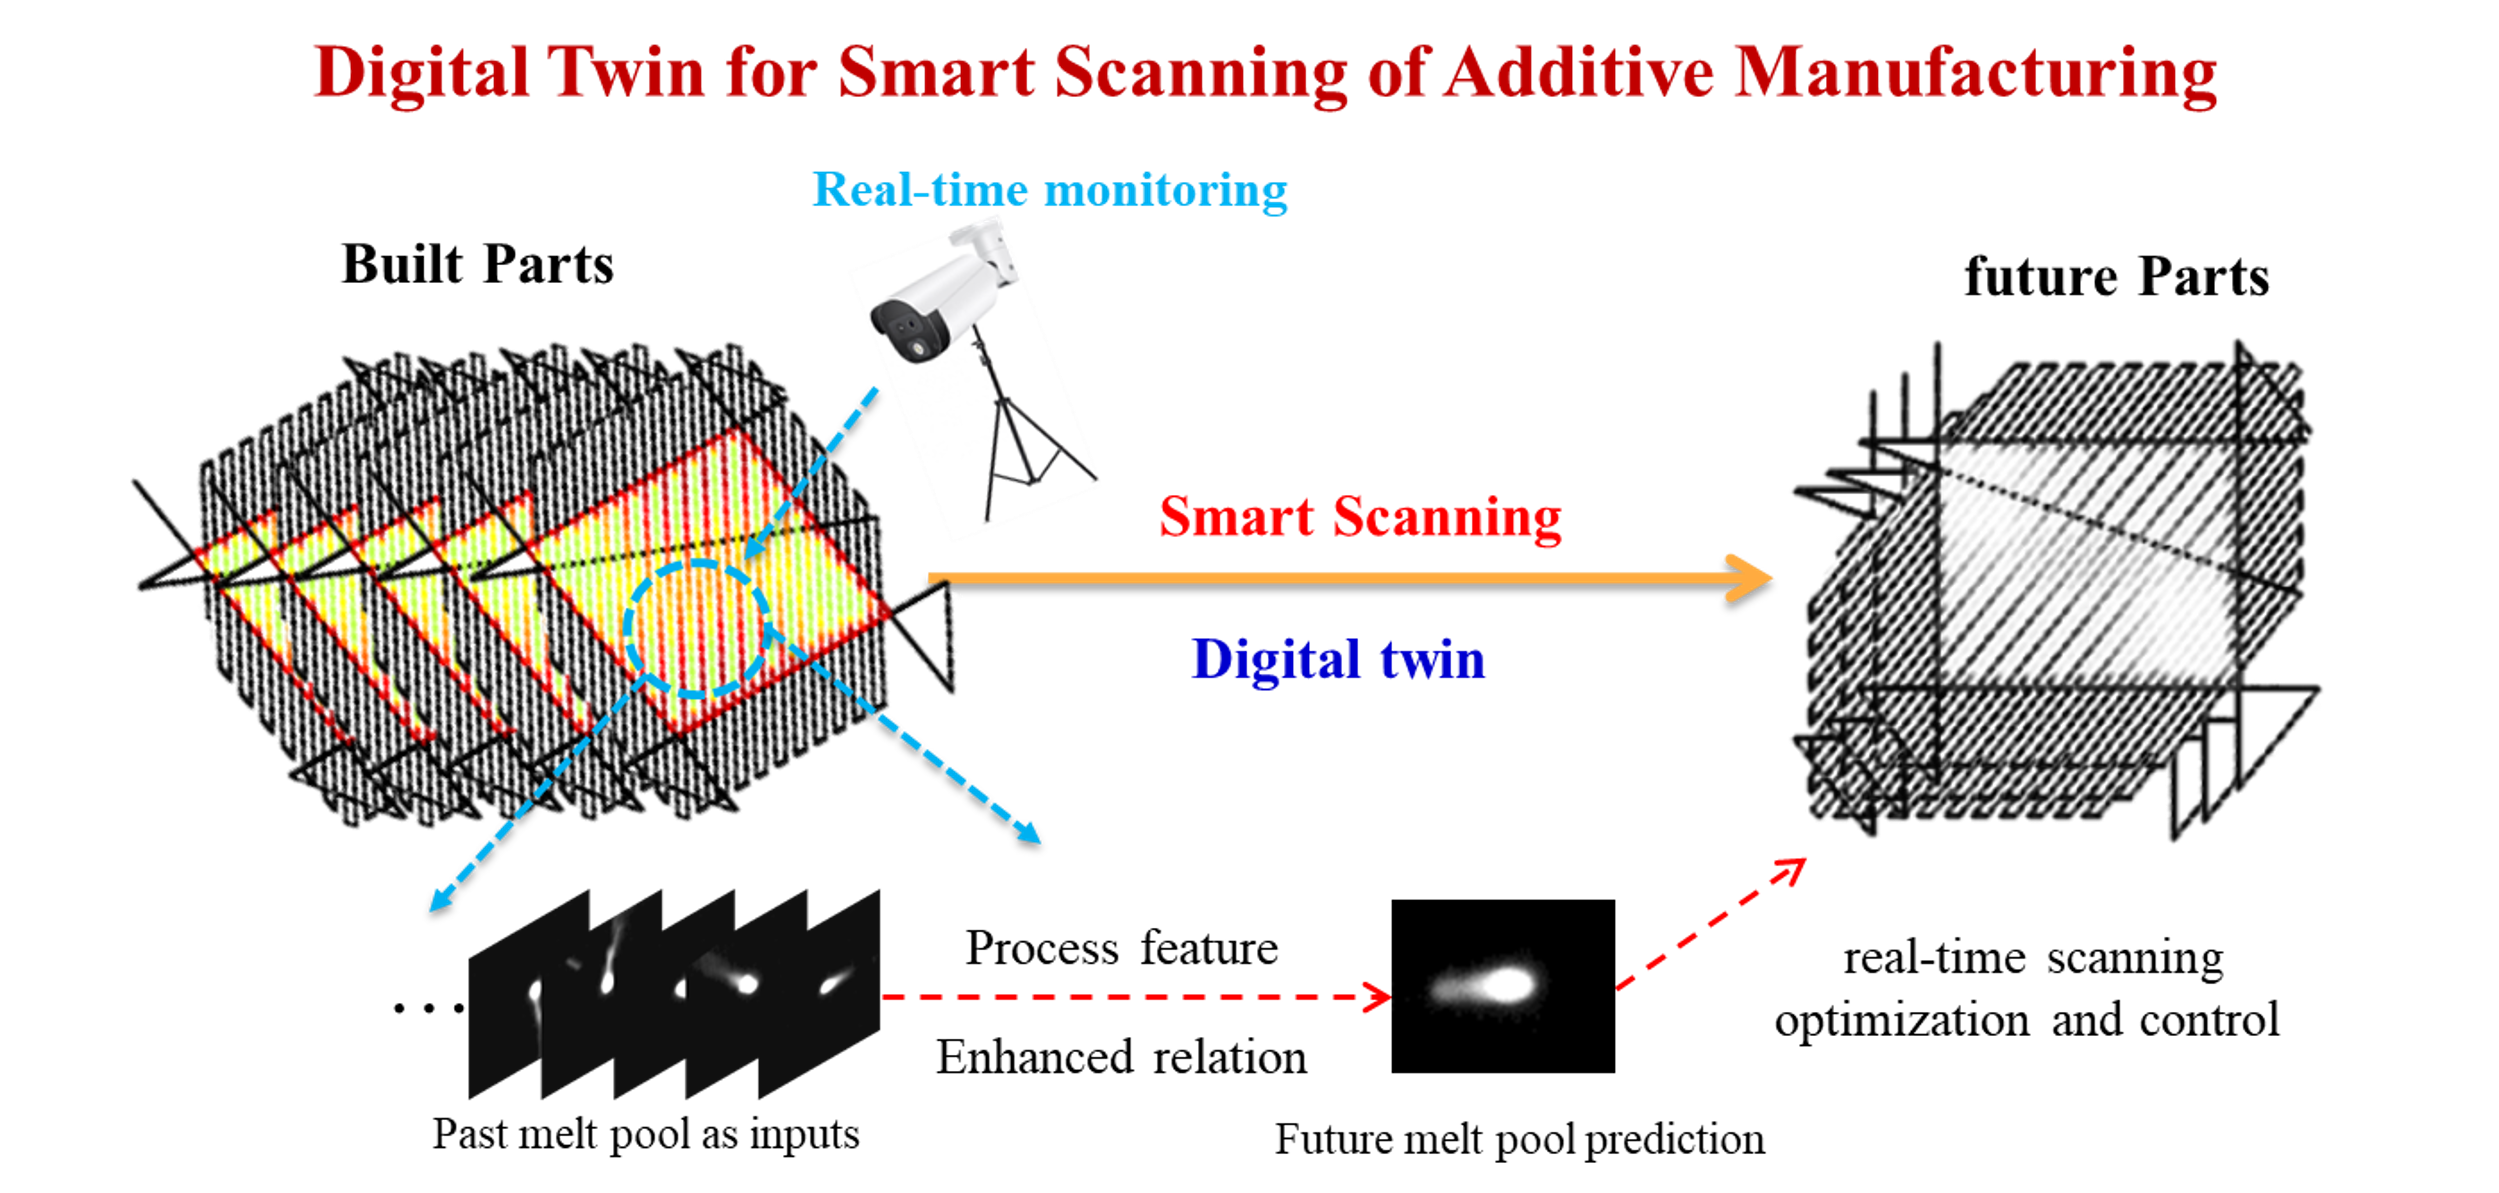 Digital Twin for Smart Scanning of Additive Manufacturing
Real-time monitoring
Built Parts
future Parts
Smart Scanning
Digital twin
...
Process feature
Enhanced relation
real-time scanning
optimization and control
Past melt pool as inputs
Future melt pool prediction